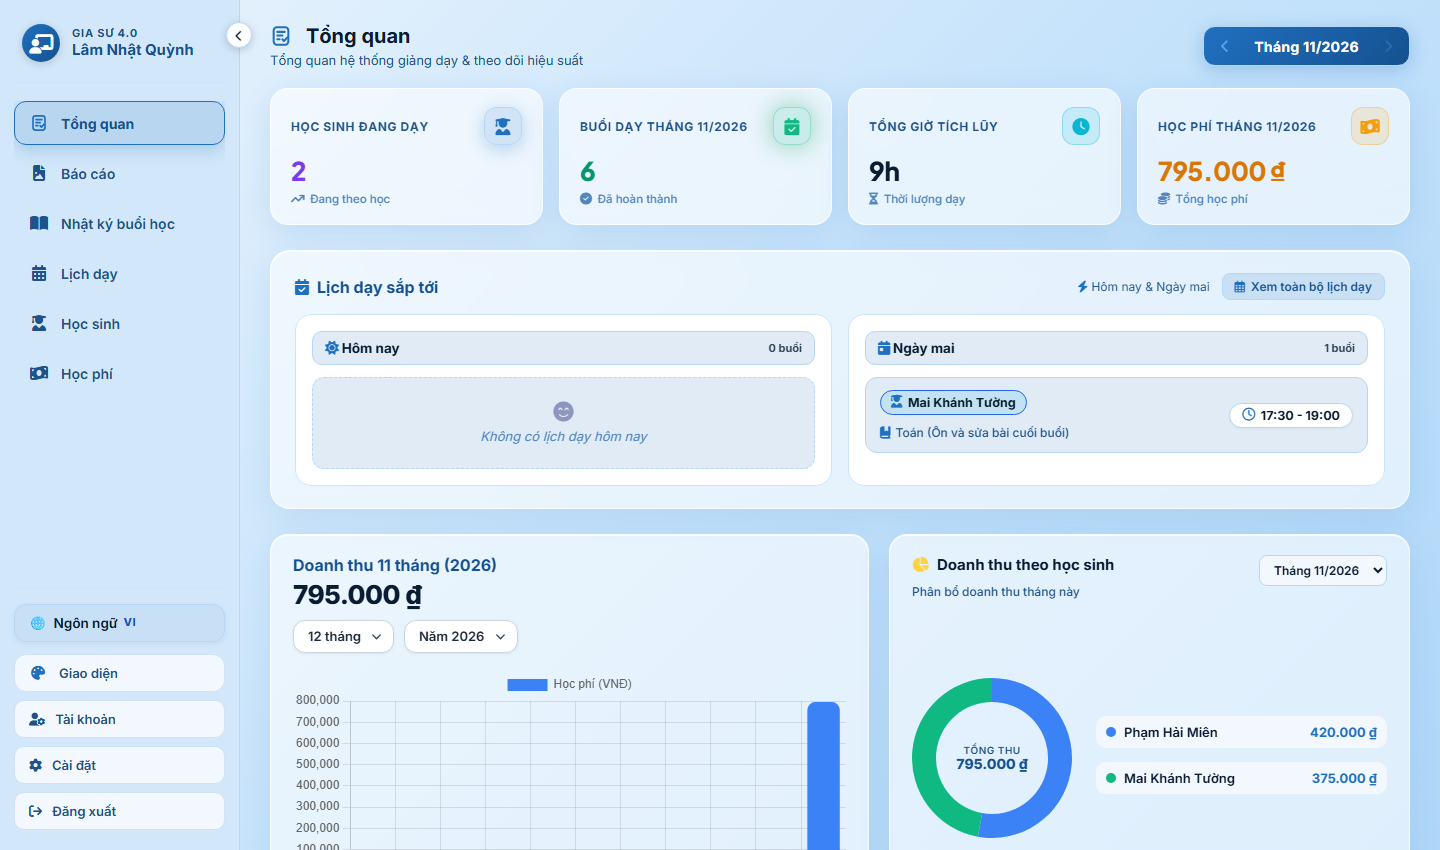 GIA SƯ 4.0
Lâm Nhật Quỳnh
Tổng quan
Báo cáo
Nhật ký buổi học
Lịch dạy
Học sinh
Học phí
Ngôn ngữ VI
Giao diện
Tài khoản
Cài đặt
Đăng xuất
Tổng quan
Tổng quan hệ thống giảng dạy & theo dõi hiệu suất
Tháng 11/2026
HỌC SINH ĐANG DẠY
2
Đang theo học
BUỔI DẠY THÁNG 11/2026
6
Đã hoàn thành
TỔNG GIỜ TÍCH LŨY
9h
Thời lượng dạy
HỌC PHÍ THÁNG 11/2026
795.000 ₫
Tổng học phí
Lịch dạy sắp tới
Hôm nay & Ngày mai
Xem toàn bộ lịch dạy
Hôm nay
0 buổi
Không có lịch dạy hôm nay
Ngày mai
1 buổi
Mai Khánh Tường
Toán (Ôn và sửa bài cuối buổi)
17:30 - 19:00
Doanh thu 11 tháng (2026)
795.000 ₫
12 tháng
Năm 2026
Học phí (VNĐ)
800,000
700,000
600,000
500,000
400,000
300,000
200,000
100,000
Doanh thu theo học sinh
Phân bổ doanh thu tháng này
Tháng 11/2026
TỔNG THU
795.000 ₫
Phạm Hải Miên
420.000 ₫
Mai Khánh Tường
375.000 ₫